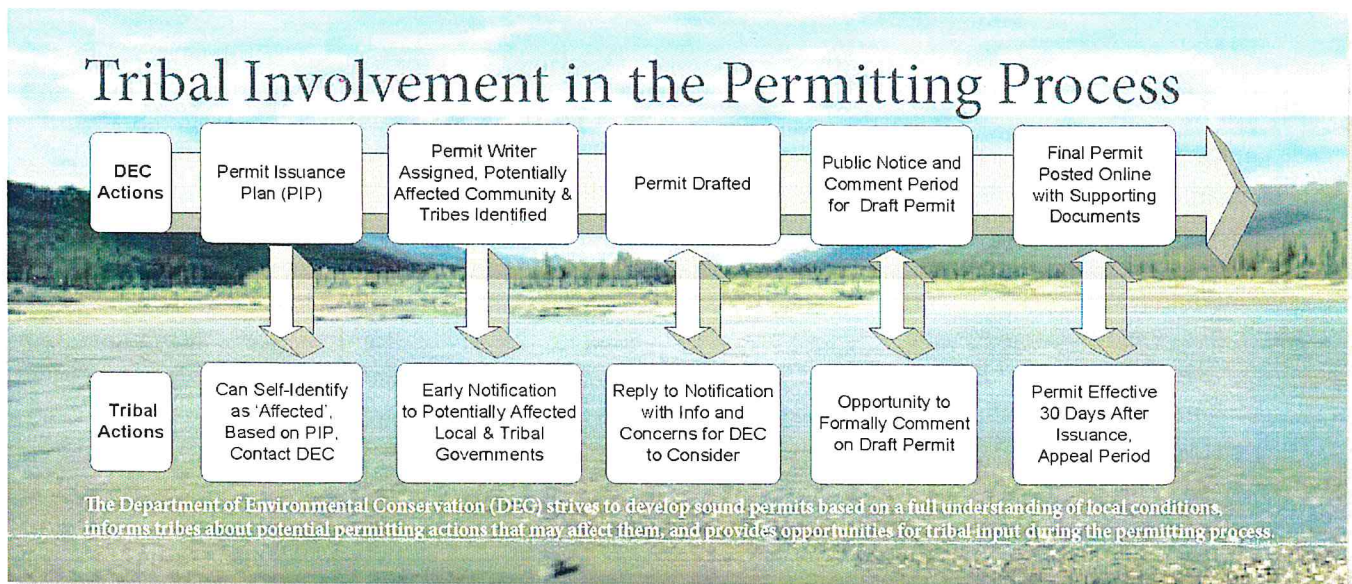 Tribal Involvement in the Permitting Process
DEC
Actions
Permit Issuance
Plan (PIP)
Permit Writer
Assigned, Potentially
Affected Community &
Tribes Identified
Permit Drafted
Public Notice and
Comment Period
for Draft Permit
Final Permit
Posted Online
with Supporting
Documents
Tribal
Actions
Can Self-Identify
as 'Affected',
Based on PIP,
Contact DEC
Early Notification
to Potentially Affected
Local & Tribal
Governments
Reply to Notification
with Info and
Concerns for DEC
to Consider
Opportunity to
Formally Comment
on Draft Permit
Permit Effective
30 Days After
Issuance,
Appeal Period
The Department of Environmental Conservation (DEC) strives to develop sound permits based on a full understanding of local conditions,
informs tribes about potential permitting actions that may affect them, and provides opportunities for tribal input during the permitting process.